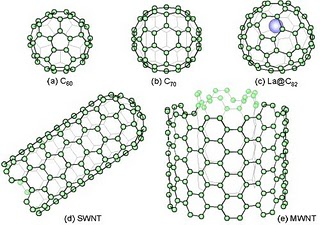 (a) C60
(b) C70
(c) La@C82
(d) SWNT
(e) MWNT